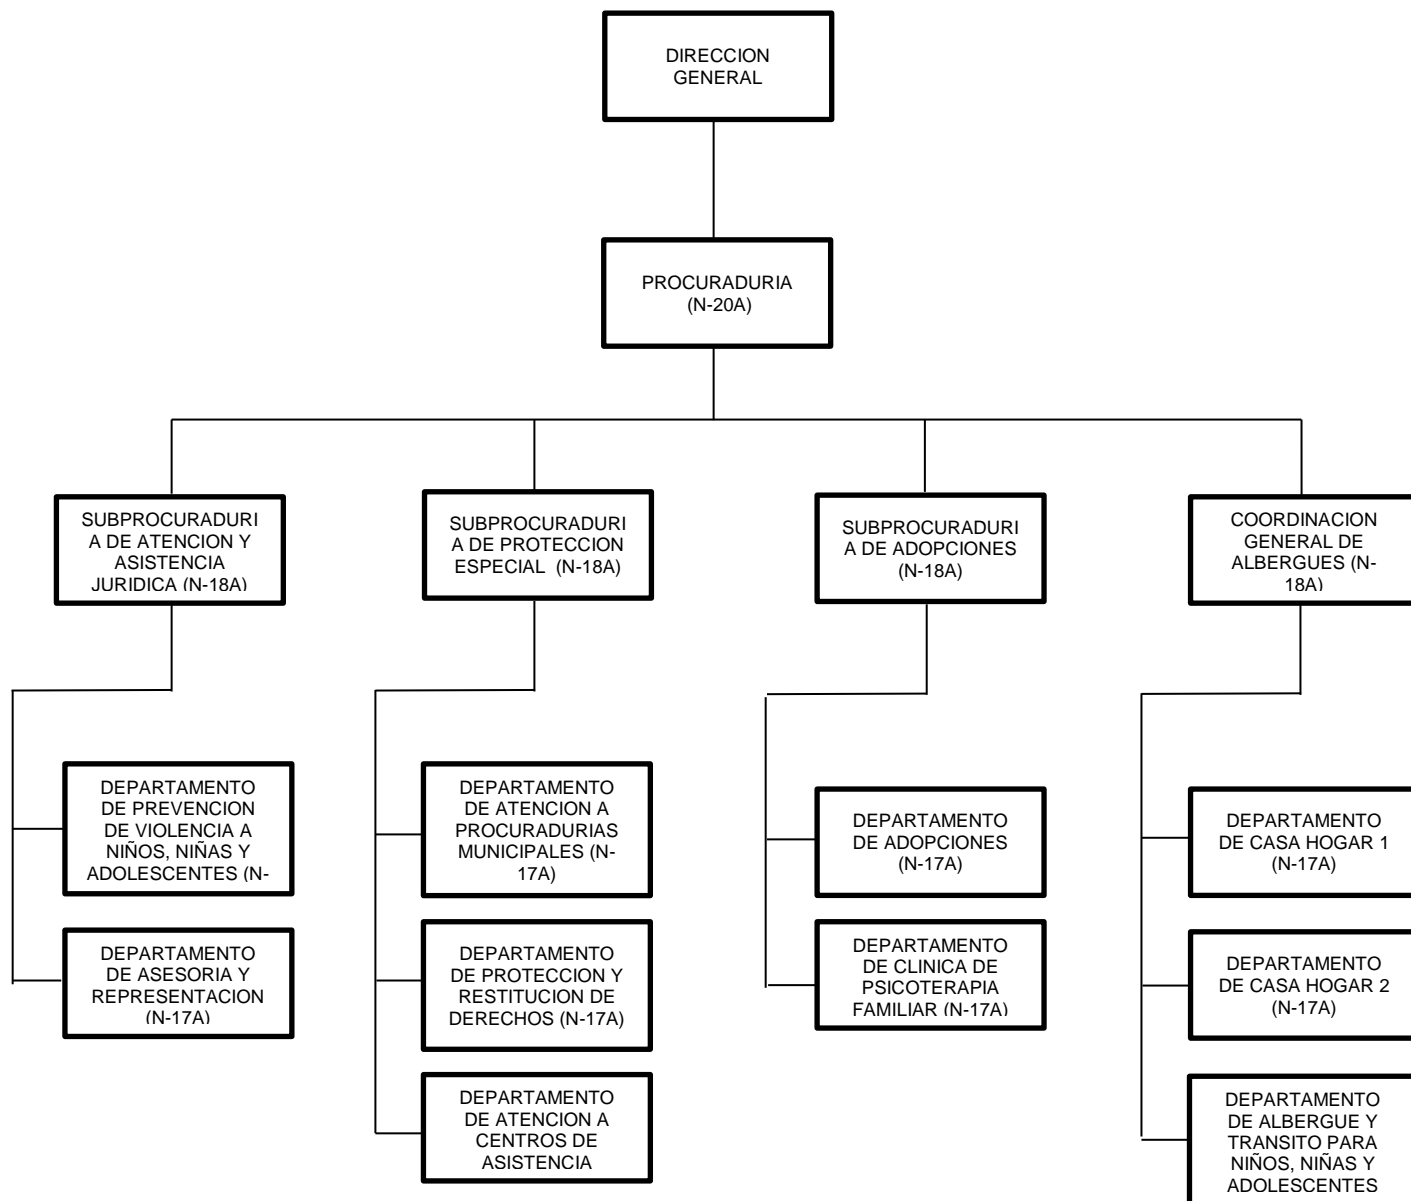 DIRECCION
GENERAL
PROCURADURIA
(N-20A)
SUBPROCURADURI
A DE ATENCION Y
ASISTENCIA
JURIDICA (N-18A)
SUBPROCURADURI
A DE PROTECCION
ESPECIAL (N-18A)
SUBPROCURADURI
A DE ADOPCIONES
(N-18A)
COORDINACION
GENERAL DE
ALBERGUES (N-
18A)
DEPARTAMENTO
DE PREVENCION
DE VIOLENCIA A
NIÑOS, NIÑAS Y
ADOLESCENTES (N-
DEPARTAMENTO
DE ASESORIA Y
REPRESENTACION
(N-17A)
DEPARTAMENTO
DE ATENCION A
PROCURADURIAS
MUNICIPALES (N-
17A)
DEPARTAMENTO
DE PROTECCION Y
RESTITUCION DE
DERECHOS (N-17A)
DEPARTAMENTO
DE ATENCION A
CENTROS DE
ASISTENCIA
DEPARTAMENTO
DE ADOPCIONES
(N-17A)
DEPARTAMENTO
DE CLINICA DE
PSICOTERAPIA
FAMILIAR (N-17A)
DEPARTAMENTO
DE CASA HOGAR 1
(N-17A)
DEPARTAMENTO
DE CASA HOGAR 2
(N-17A)
DEPARTAMENTO
DE ALBERGUE Y
TRANSITO PARA
NIÑOS, NIÑAS Y
ADOLESCENTES